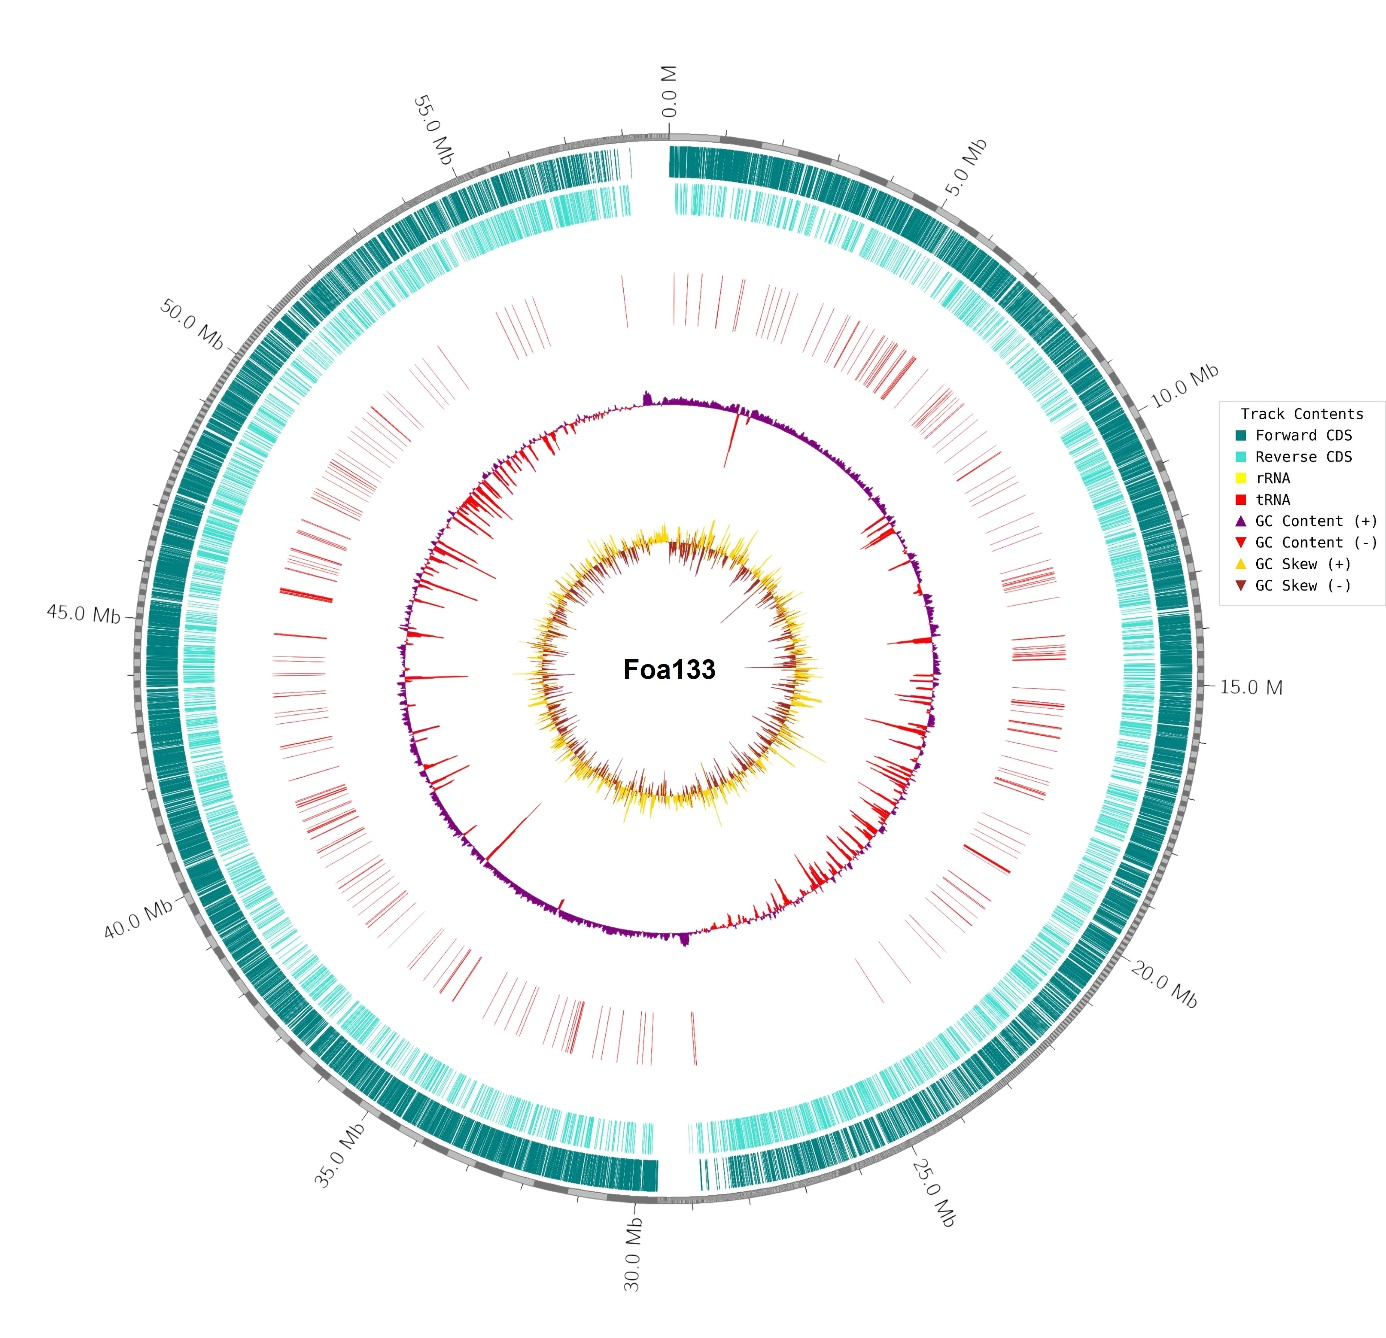 0.0 M
5.0 Mb
10.0 Mb
15.0 M
20.0 Mb
25.0 Mb
30.0 Mb
35.0 Mb
40.0 Mb
45.0 Mb
50.0 Mb
55.0 Mb
Foa133
Track Contents
Forward CDS
Reverse CDS
rRNA
tRNA
GC Content (+)
GC Content (-)
GC Skew (+)
GC Skew (-)